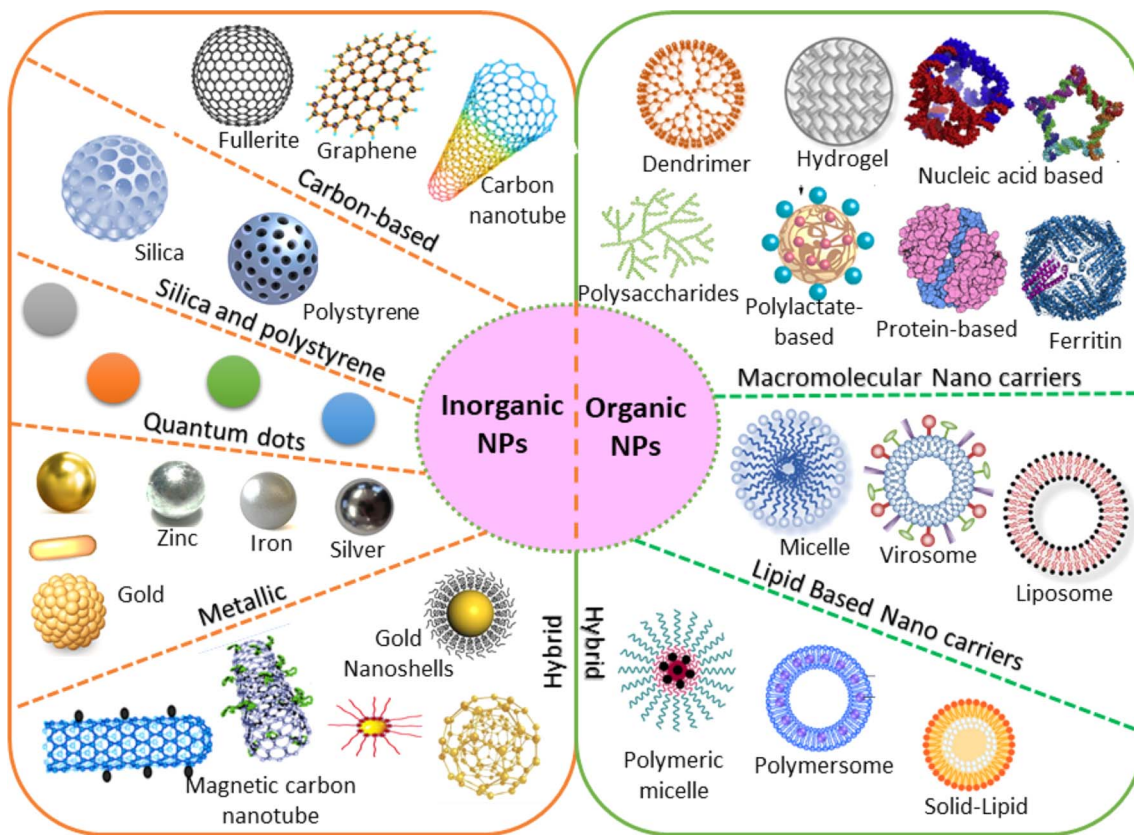 Fullerite
Graphene
Carbon
nanotube
Carbon-based
Silica
Polystyrene
Silica and polystyrene
Quantum dots
Zinc
Iron
Silver
Gold
Metallic
Gold
Nanoshells
Magnetic carbon
nanotube
Hybrid
Inorganic
NPs
Organic
NPs
Dendrimer
Hydrogel
Nucleic acid based
Polysaccharides
Polylactate-
based
Protein-based
Ferritin
Macromolecular Nano carriers
Micelle
Virosome
Liposome
Lipid Based Nano carriers
Hybrid
Polymeric
micelle
Polymersome
Solid-Lipid